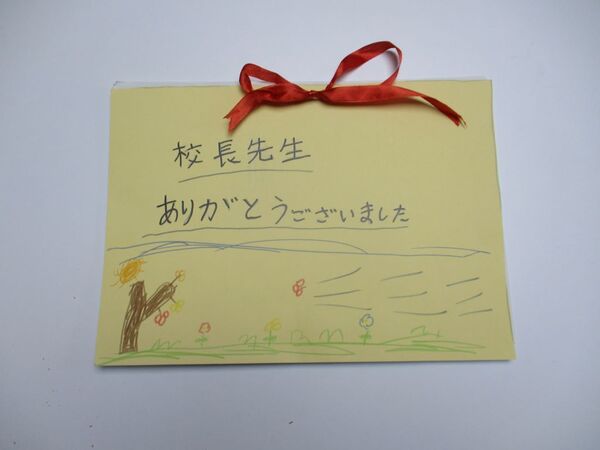 校長先生
ありがとうございました